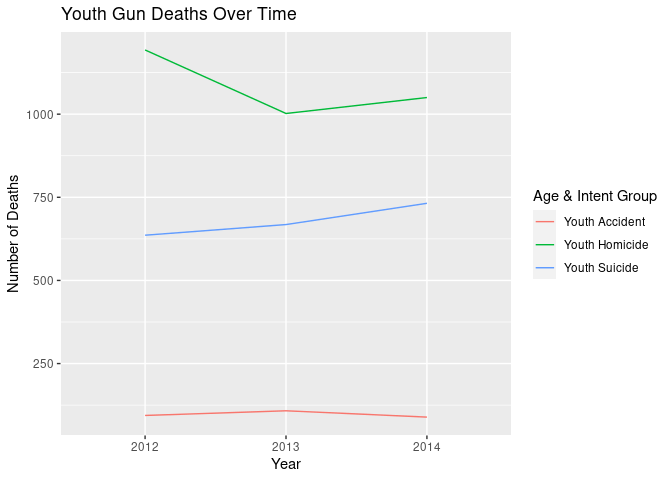 Youth Gun Deaths Over Time
Number of Deaths
1000
750
500
250
2012
2013
2014
Year
Age & Intent Group
Youth Accident
Youth Homicide
Youth Suicide